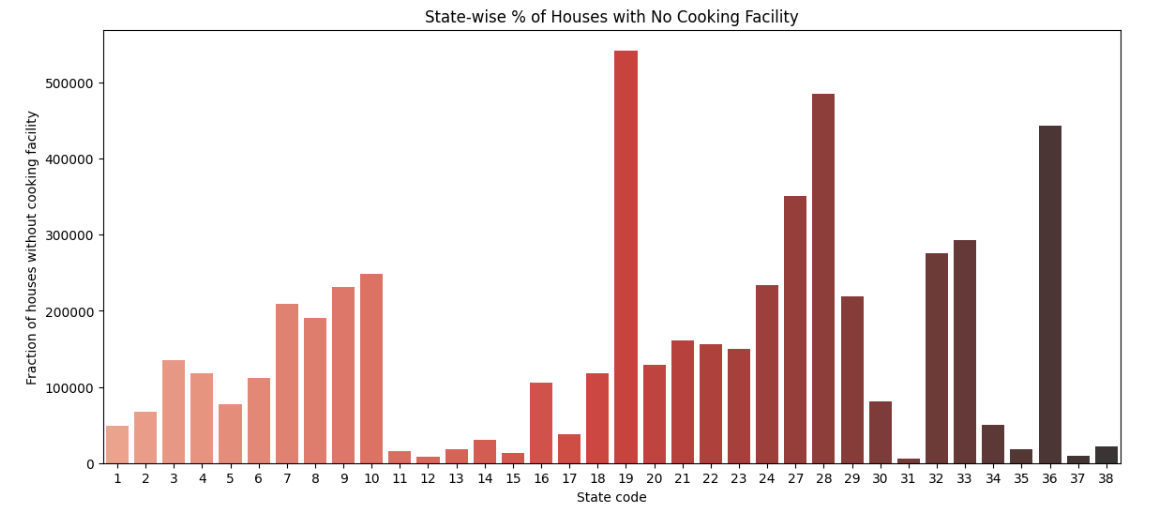 State-wise % of Houses with No Cooking Facility
Fraction of houses without cooking facility
500000
400000
300000
200000
100000
0
1 2 3 4 5 6 7 8 9 10 11 12 13 14 15 16 17 18 19 20 21 22 23 24 27 28 29 30 31 32 33 34 35 36 37 38
State code